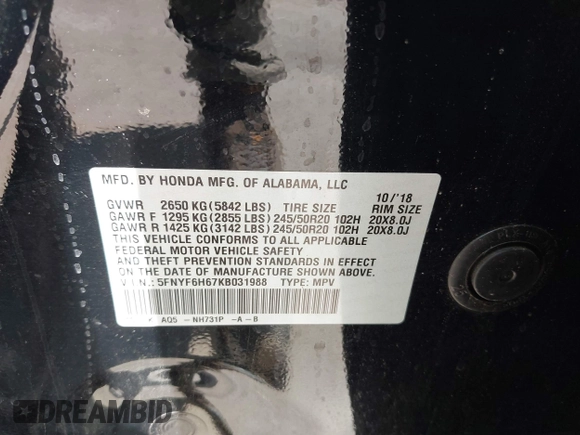 MFD. BY HONDA MFG. OF ALABAMA, LLC 10/'18
GVWR 2650 KG (5842 LBS) TIRE SIZE RIM SIZE
GAWR F 1295 KG (2855 LBS) 245/50R20 102H 20X8.0J
GAWR R 1425 KG (3142 LBS) 245/50R20 102H 20X8.0J
THIS VEHICLE CONFORMS TO ALL APPLICABLE
FEDERAL MOTOR VEHICLE SAFETY
AND THEFT PREVENTION STANDARDS IN EFFECT
ON THE DATE OF MANUFACTURE SHOWN ABOVE.
V.I.N.: 5FNYF6H67KB031988 TYPE: MPV
AQ5 -NH731P -A-B
DREAMBID